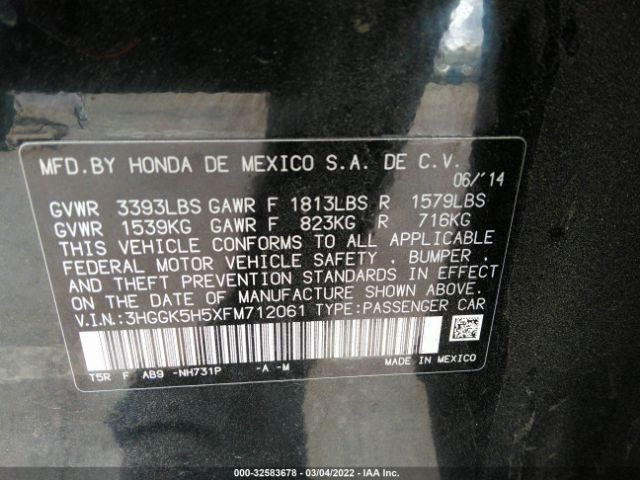 MFD.BY HONDA DE MEXICO S.A. DE C.V.
06/'14
GVWR 3393LBS GAWR F 1813LBS R 1579LBS
GVWR 1539KG GAWR F 823KG R 716KG
THIS VEHICLE CONFORMS TO ALL APPLICABLE
FEDERAL MOTOR VEHICLE SAFETY , BUMPER ,
AND THEFT PREVENTION STANDARDS IN EFFECT
ON THE DATE OF MANUFACTURE SHOWN ABOVE.
V.I.N.:3HGGK5H5XFM712061 TYPE:PASSENGER CAR
T5R F AB9 -NH731P -A -M
MADE IN MEXICO
000-32583678 - 03/04/2022 - IAA Inc.